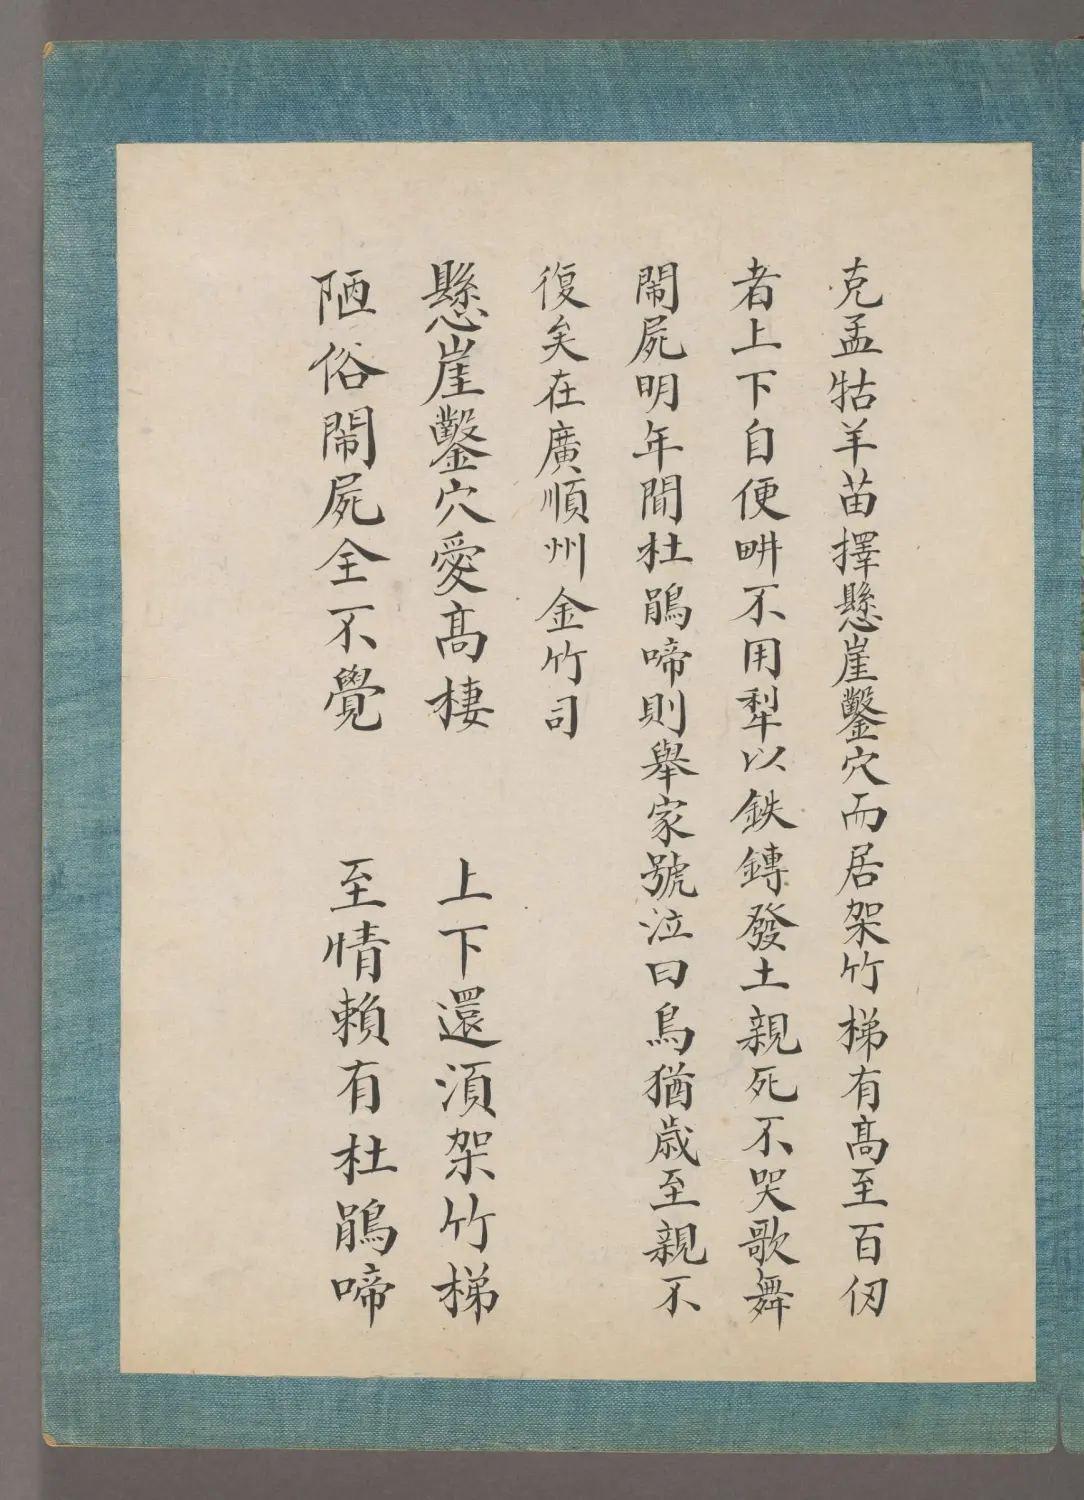 克孟牯羊苗擇懸崖鑿穴而居架竹梯有髙至百仞
者上下自便畊不用犁以鉄鏄發土親死不哭歌舞
閙屍明年聞杜鵑啼則舉家號泣曰鳥猶歲至親不
復矣在廣順州金竹司
懸崖鑿穴愛髙棲 上下還須架竹梯
陋俗閙屍全不覺 至情賴有杜鵑啼